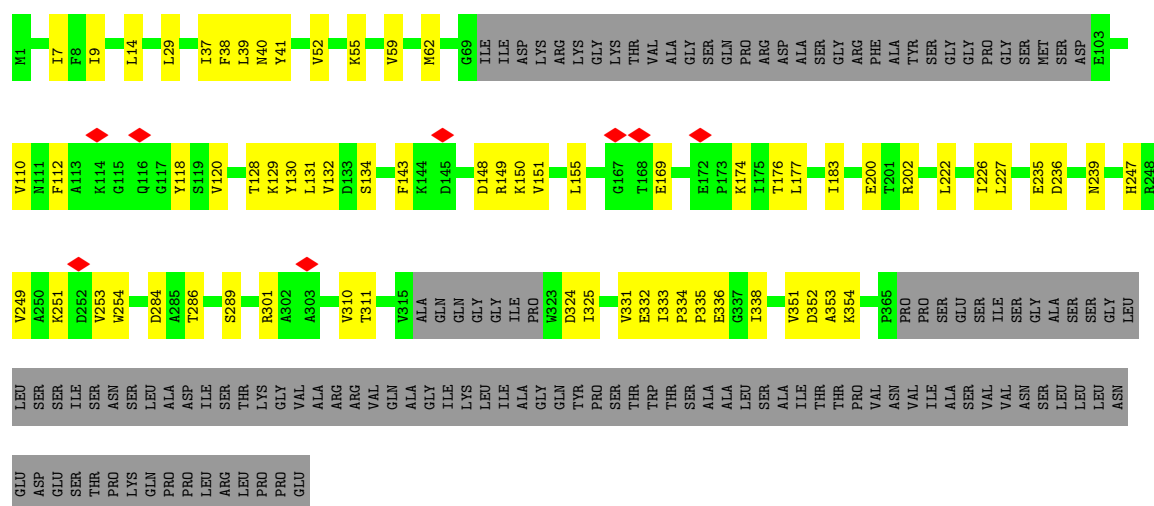 M1 I7 F8 I9 L14 L29 I37 F38 L39 N40 Y41 V52 K55 V59 M62 G69 ILE ILE ASP LYS ARG LYS GLY LYS THR VAL ALA GLY SER GLN PRO ARG ASP ALA SER GLY ARG PHE ALA TYR SER GLY GLY PRO GLY SER MET SER ASP E103
V110 N111 F112 A113 K114 G115 Q116 G117 Y118 S119 V120 T128 K129 Y130 L131 V132 D133 S134 F143 K144 D145 D148 R149 K150 V151 L155 G167 T168 E169 E172 P173 K174 I175 T176 L177 I183 E200 T201 R202 L222 I226 L227 E235 D236 N239 H247 R248
V249 A250 K251 D252 V253 W254 D284 A285 T286 S289 R301 A302 A303 V310 T311 V315 ALA GLN GLN GLY GLY ILE PRO W323 D324 I325 V331 E332 I333 P334 P335 E336 G337 I338 V351 D352 A353 K354 P365 PRO PRO SER GLU SER ILE SER GLY ALA SER SER GLY LEU
LEU SER SER ILE SER ASN SER LEU ALA ASP ILE SER THR LYS GLY VAL ALA ARG ARG VAL GLN ALA GLY ILE LYS LEU ILE ALA GLY GLN TYR PRO SER THR TRP THR SER ALA ALA LEU SER ALA ILE THR THR PRO VAL ASN VAL ILE ALA SER VAL VAL ASN SER LEU LEU LEU ASN
GLU ASP GLU SER THR PRO LYS GLN PRO PRO LEU ARG LEU PRO PRO GLU